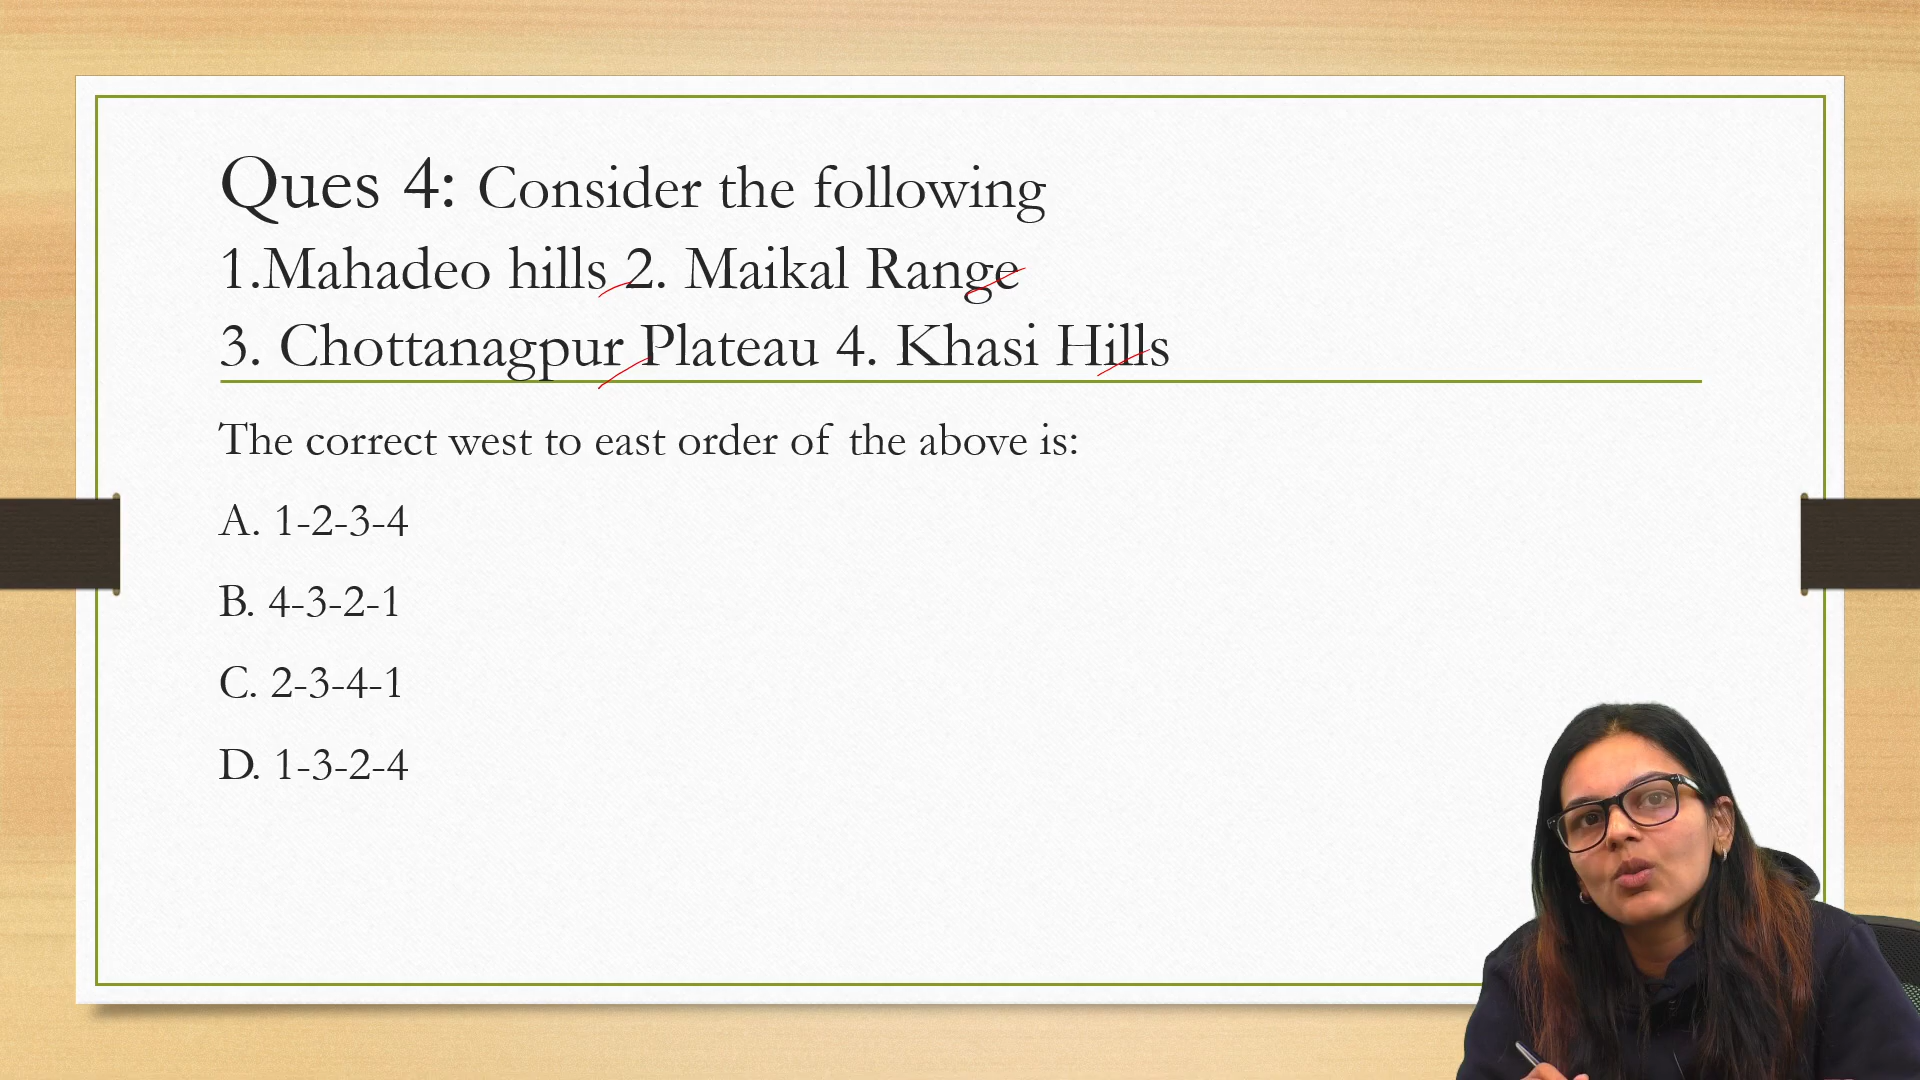 Ques 4: Consider the following
1.Mahadeo hills 2. Maikal Range
3. Chottanagpur Plateau 4. Khasi Hills
The correct west to east order of the above is:
A. 1-2-3-4
B. 4-3-2-1
C. 2-3-4-1
D. 1-3-2-4